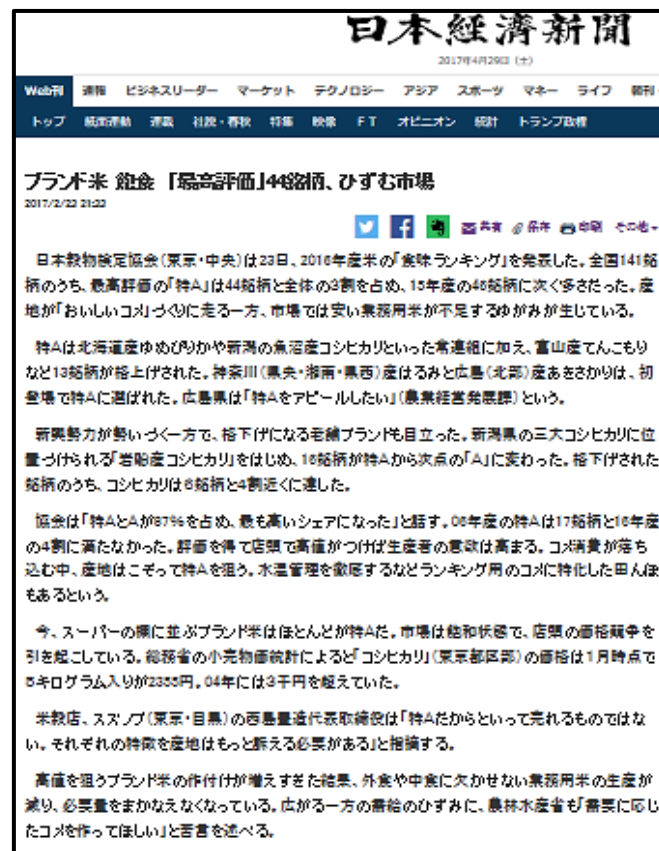 日本経済新聞
2017年4月29日 (土)
Web刊 速報 ビジネスリーダー マーケット テクノロジー アジア スポーツ マネー ライフ 朝刊・
トップ 紙面連動 連載 社説・春秋 特集 映像 FT オピニオン 統計 トランプ政権
ブランド米 飽食 「最高評価」44銘柄、ひずむ市場
2017/2/23 21:22
共有 保存 印刷 その他
日本穀物検定協会(東京・中央)は23日、2016年産米の「食味ランキング」を発表した。全国141銘
柄のうち、最高評価の「特A」は44銘柄と全体の3割を占め、15年産の46銘柄に次ぐ多さだった。産
地が「おいしいコメ」づくりに走る一方、市場では安い業務用米が不足するゆがみが生じている。
特Aは北海道産ゆめぴりかや新潟の魚沼産コシヒカリといった常連組に加え、富山産てんこもり
など13銘柄が格上げされた。神奈川(県央・湘南・県西)産はるみと広島(北部)産あきさかりは、初
登場で特Aに選ばれた。広島県は「特Aをアピールしたい」(農業経営発展課)という。
新興勢力が勢いづく一方で、格下げになる老舗ブランドも目立った。新潟県の三大コシヒカリに位
置づけられる「岩船産コシヒカリ」をはじめ、16銘柄が特Aから次点の「A」に変わった。格下げされた
銘柄のうち、コシヒカリは6銘柄と4割近くに達した。
協会は「特AとAが87%を占め、最も高いシェアになった」と話す。06年産の特Aは17銘柄と16年産
の4割に満たなかった。評価を得て店頭で高値がつけば生産者の意欲は高まる。コメ消費が落ち
込む中、産地はこぞって特Aを狙う。水温管理を徹底するなどランキング用のコメに特化した田んぼ
もあるという。
今、スーパーの棚に並ぶブランド米はほとんどが特Aだ。市場は飽和状態で、店頭の価格競争を
引き起こしている。総務省の小売物価統計によると「コシヒカリ」(東京都区部)の価格は1月時点で
5キログラム入りが2355円。04年には3千円を超えていた。
米穀店、スズノブ(東京・目黒)の西島豊造代表取締役は「特Aだからといって売れるものではな
い。それぞれの特徴を産地はもっと訴える必要がある」と指摘する。
高値を狙うブランド米の作付けが増えすぎた結果、外食や中食に欠かせない業務用米の生産が
減り、必要量をまかなえなくなっている。広がる一方の需給のひずみに、農林水産省も「需要に応じ
たコメを作ってほしい」と苦言を述べる。